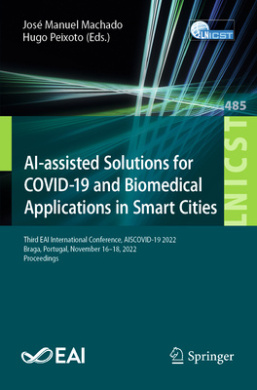 José Manuel Machado
Hugo Peixoto (Eds.)
LNICST
485
LNICST
AI-assisted Solutions for
COVID-19 and Biomedical
Applications in Smart Cities
Third EAI International Conference, AISCOVID-19 2022
Braga, Portugal, November 16–18, 2022
Proceedings
EAI
Springer